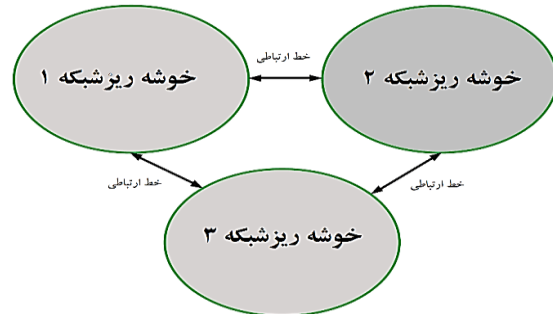 خوشه ریزشبکه ۱
خط ارتباطی
خوشه ریزشبکه ۲
خط ارتباطی
خط ارتباطی
خوشه ریزشبکه ۳